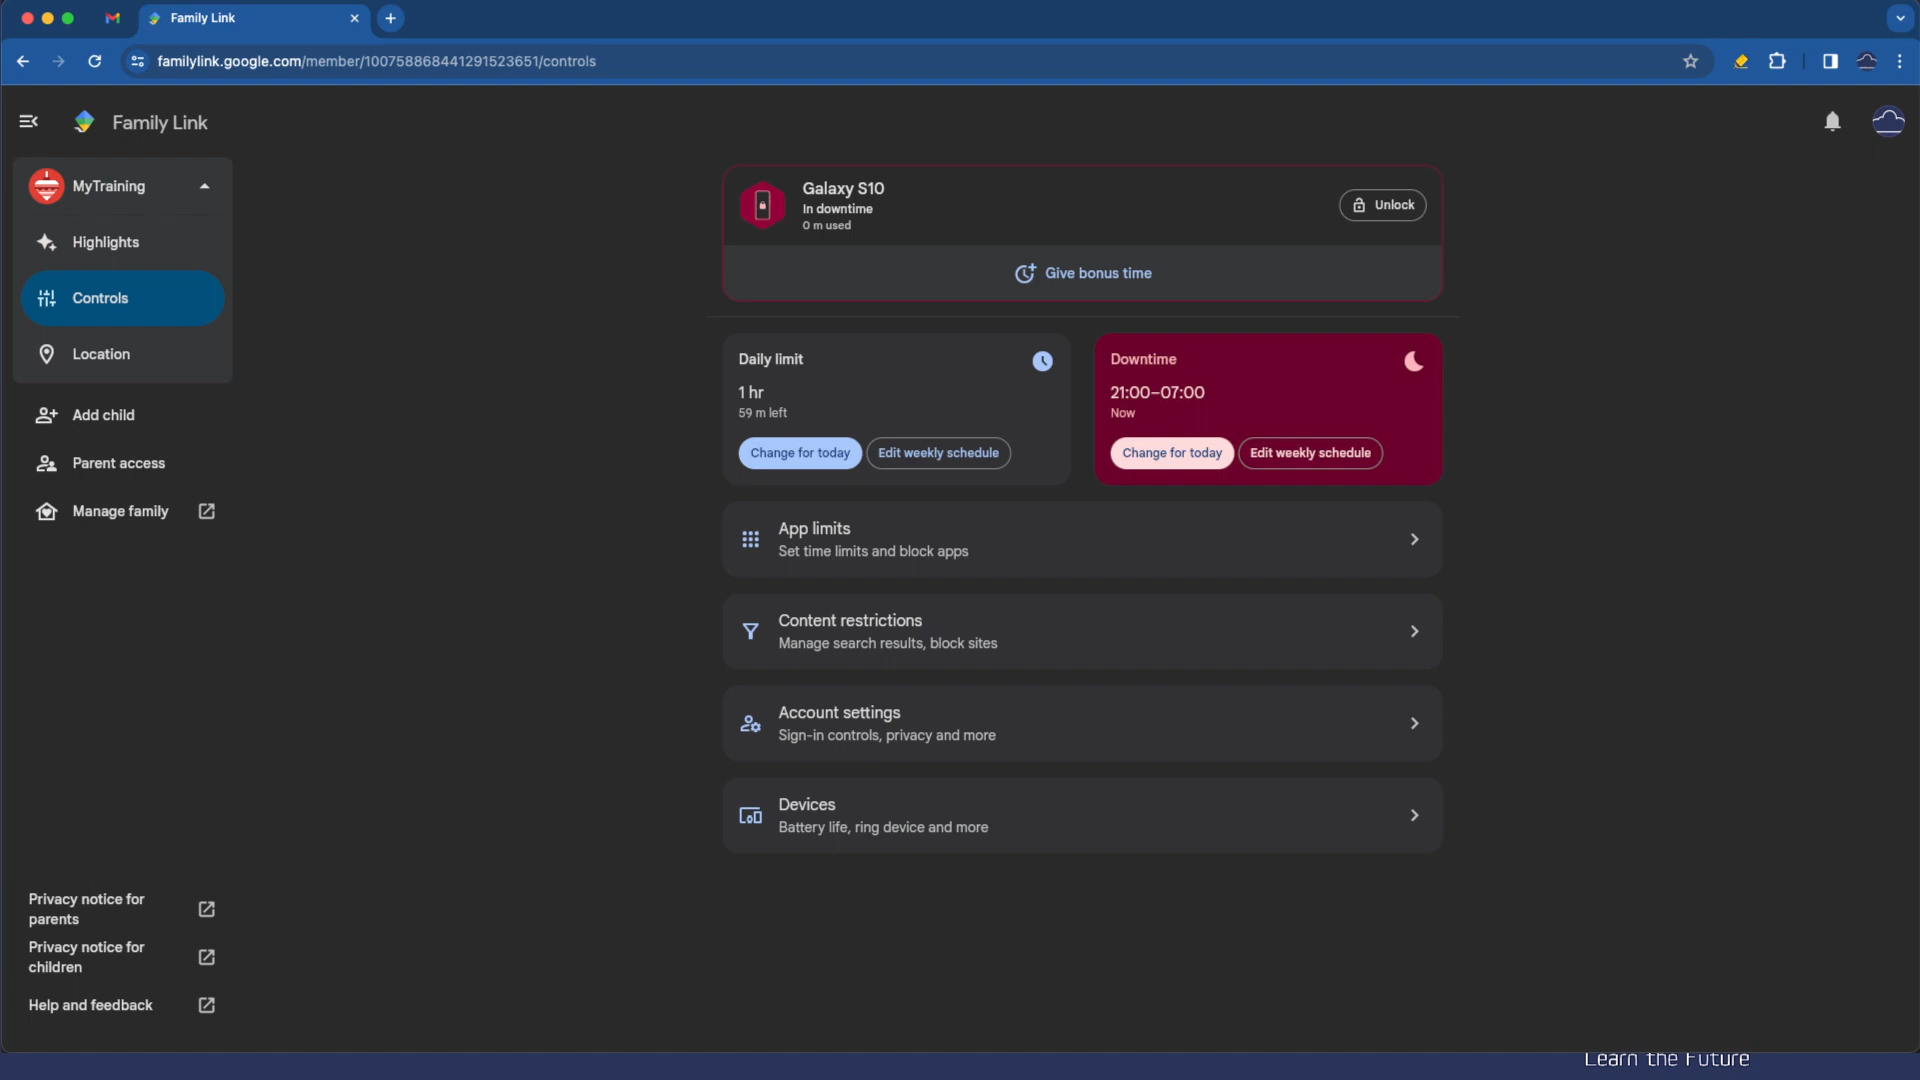 Family Link
familylink.google.com/member/100758868441291523651/controls
Family Link
MyTraining
Highlights
Controls
Location
Add child
Parent access
Manage family
Privacy notice for
parents
Privacy notice for
children
Help and feedback
Galaxy S10
In downtime
0 m used
Unlock
Give bonus time
Daily limit
1 hr
59 m left
Change for today
Edit weekly schedule
Downtime
21:00–07:00
Now
Change for today
Edit weekly schedule
App limits
Set time limits and block apps
Content restrictions
Manage search results, block sites
Account settings
Sign-in controls, privacy and more
Devices
Battery life, ring device and more
Learn the Future